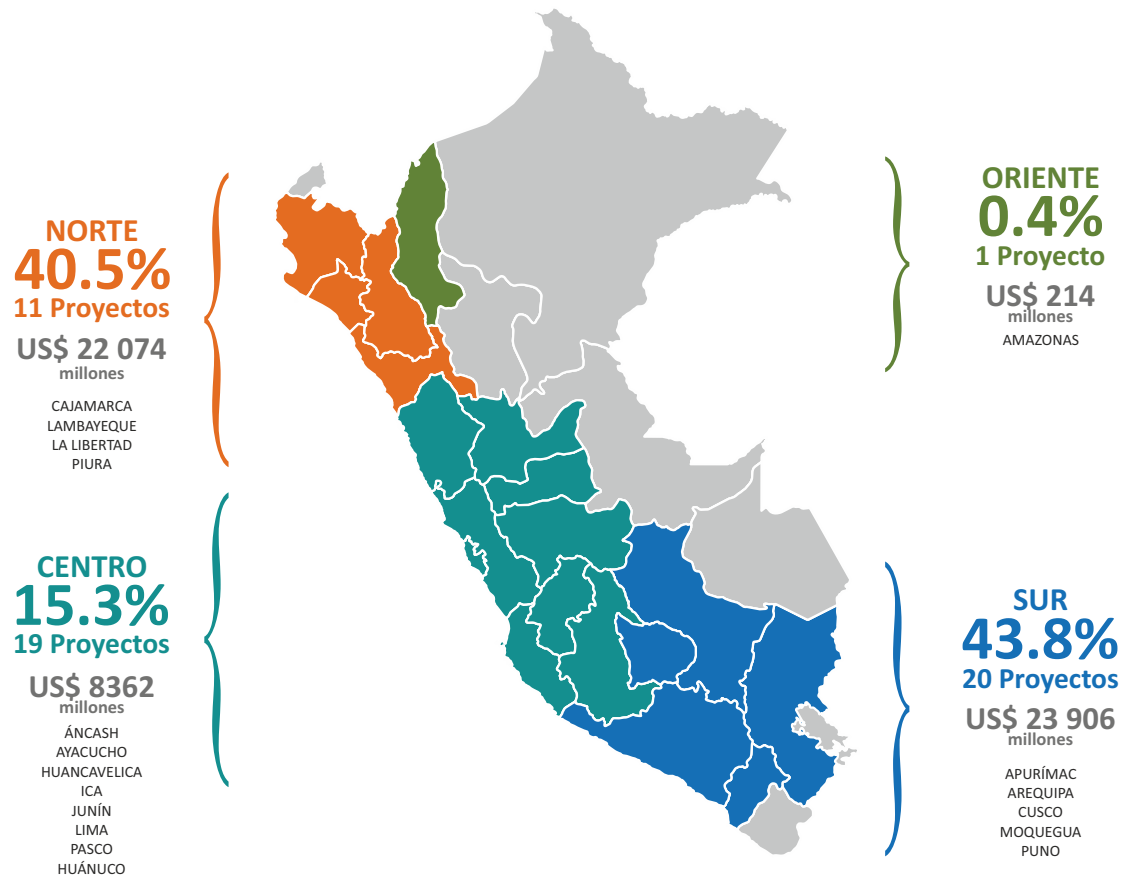 NORTE
40.5%
11 Proyectos
US$ 22 074
millones
CAJAMARCA
LAMBAYEQUE
LA LIBERTAD
PIURA
CENTRO
15.3%
19 Proyectos
US$ 8362
millones
ÁNCASH
AYACUCHO
HUANCAVELICA
ICA
JUNÍN
LIMA
PASCO
HUÁNUCO
ORIENTE
0.4%
1 Proyecto
US$ 214
millones
AMAZONAS
SUR
43.8%
20 Proyectos
US$ 23 906
millones
APURÍMAC
AREQUIPA
CUSCO
MOQUEGUA
PUNO